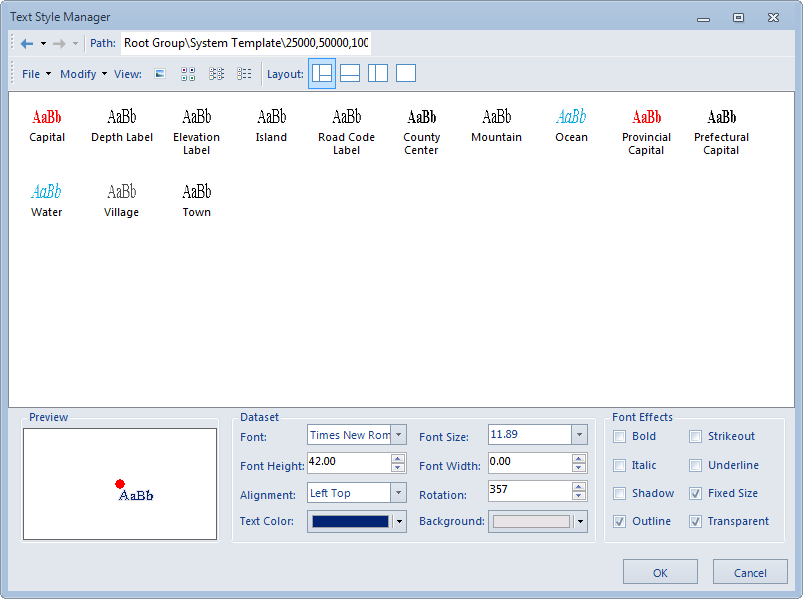 Text Style Manager
Path: Root Group\System Template\25000,50000,100
File Modify View: Layout:
AaBb AaBb AaBb AaBb AaBb AaBb AaBb AaBb AaBb AaBb
Capital Depth Label Elevation Island Road Code County Mountain Ocean Provincial Prefectural
Label Label Center Capital Capital
AaBb AaBb AaBb
Water Village Town
Preview Dataset Font Effects
Font: Times New Rom Font Size: 11.89 Bold Strikeout
Font Height: 42.00 Font Width: 0.00 Italic Underline
Alignment: Left Top Rotation: 357 Shadow Fixed Size
AaBb
Text Color: Background: Outline Transparent
OK Cancel